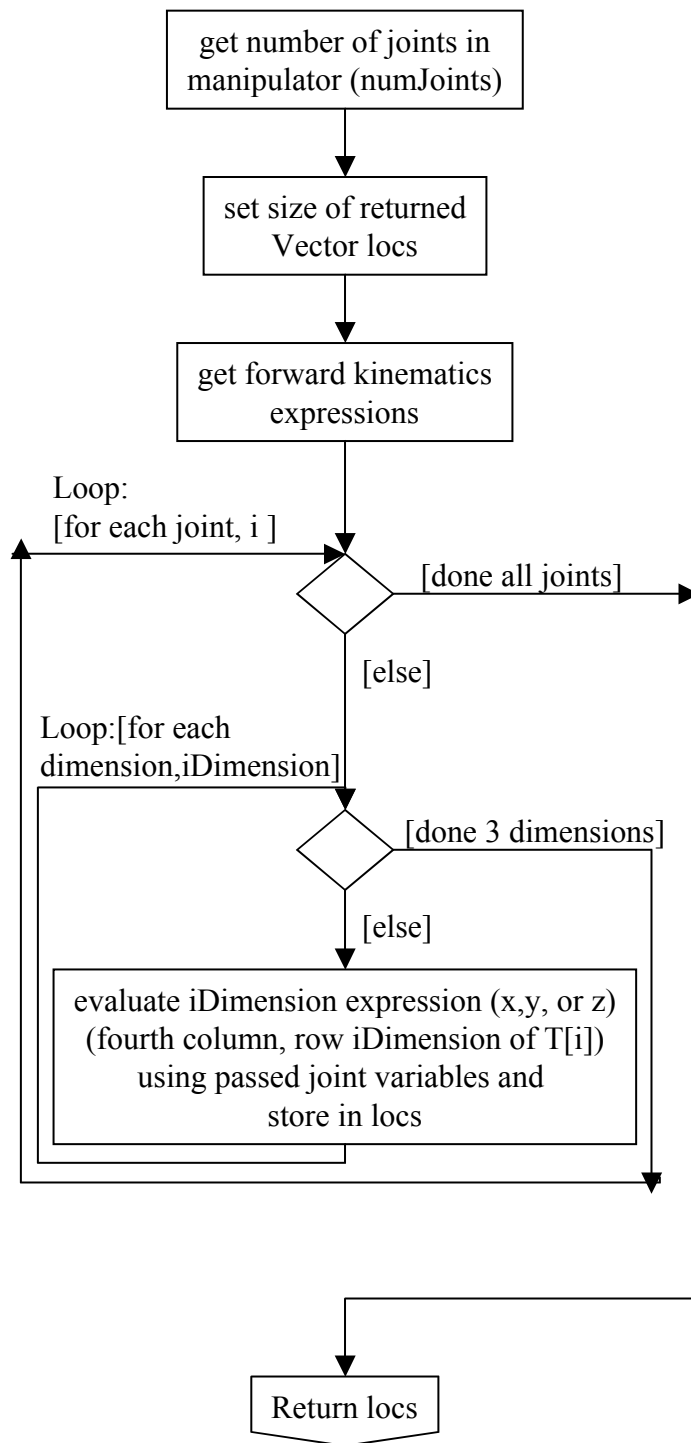 get number of joints in
manipulator (numJoints)
set size of returned
Vector locs
get forward kinematics
expressions
Loop:
[for each joint, i ]
[done all joints]
[else]
Loop:[for each
dimension,iDimension]
[done 3 dimensions]
[else]
evaluate iDimension expression (x,y, or z)
(fourth column, row iDimension of T[i])
using passed joint variables and
store in locs
Return locs